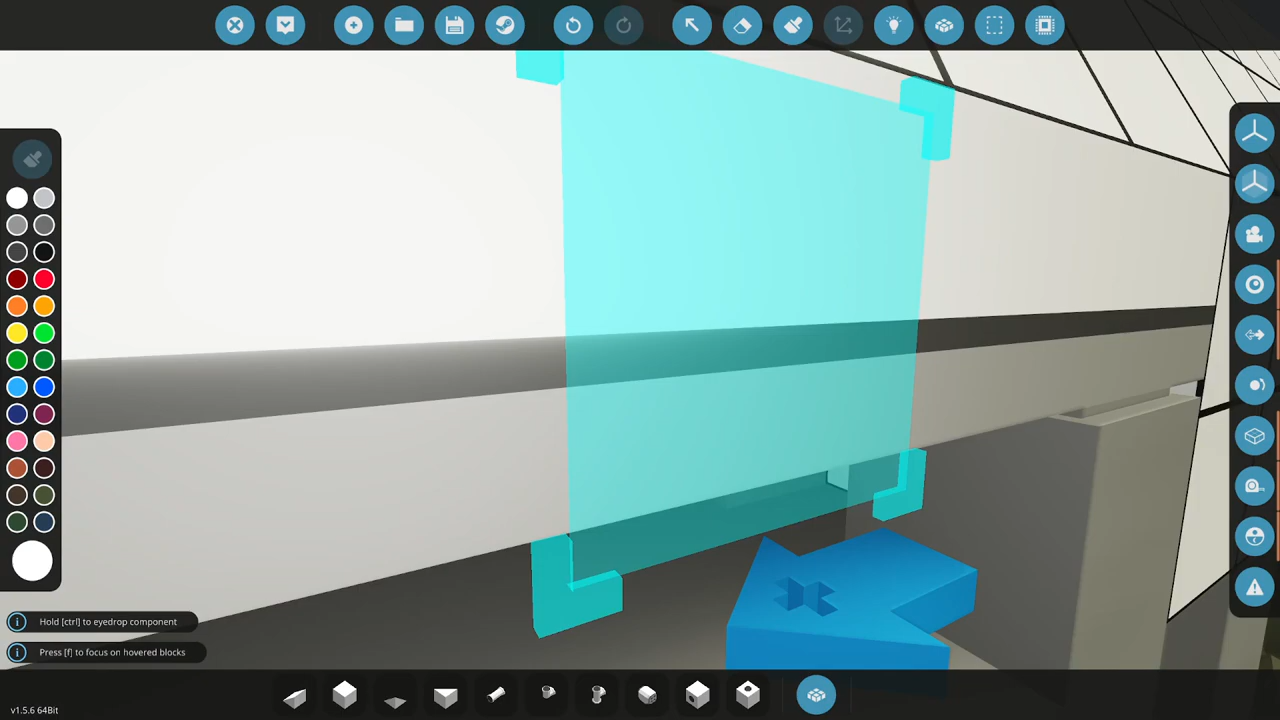 Hold [ctrl] to eyedrop component
Press [f] to focus on hovered blocks
v1.5.6 64Bit